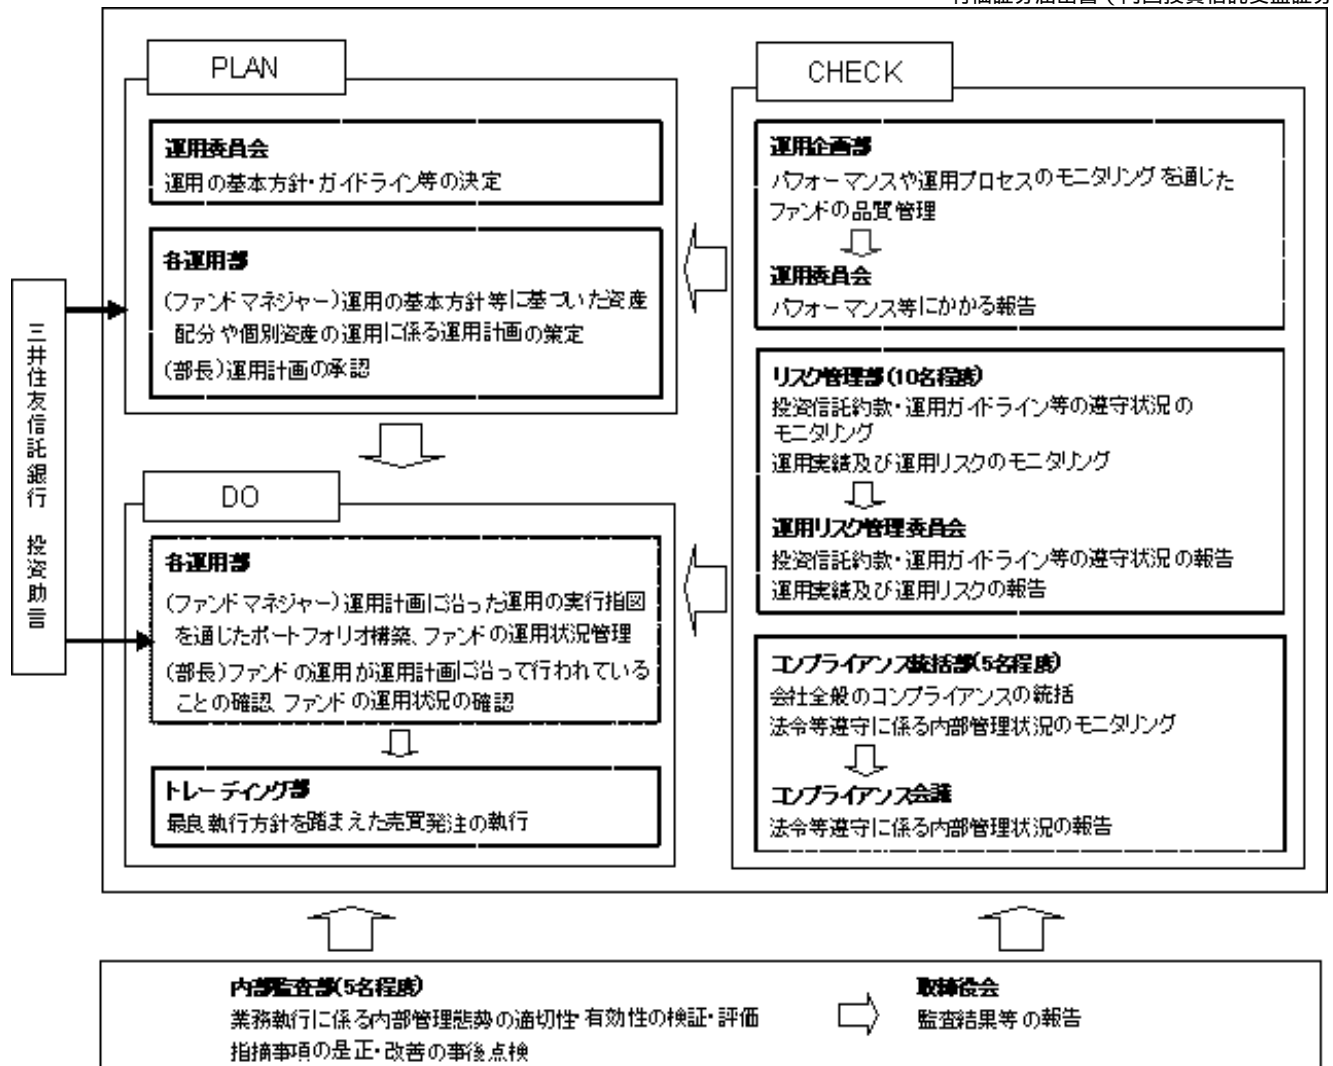 PLAN
運用委員会
運用の基本方針・ガイドライン等の決定
各運用部
(ファンドマネジャー)運用の基本方針等に基づいた資産
配分や個別資産の運用に係る運用計画の策定
(部長)運用計画の承認
三井住友信託銀行 投資助言
DO
各運用部
(ファンドマネジャー)運用計画に沿った運用の実行指図
を通じたポートフォリオ構築、ファンドの運用状況管理
(部長)ファンドの運用が運用計画に沿って行われている
ことの確認、ファンドの運用状況の確認
トレーディング部
最良執行方針を踏まえた売買発注の執行
CHECK
運用企画部
パフォーマンスや運用プロセスのモニタリングを通じた
ファンドの品質管理
運用委員会
パフォーマンス等にかかる報告
リスク管理部(10名程度)
投資信託約款・運用ガイドライン等の遵守状況の
モニタリング
運用実績及び運用リスクのモニタリング
運用リスク管理委員会
投資信託約款・運用ガイドライン等の遵守状況の報告
運用実績及び運用リスクの報告
コンプライアンス統括部(5名程度)
会社全般のコンプライアンスの統括
法令等遵守に係る内部管理状況のモニタリング
コンプライアンス会議
法令等遵守に係る内部管理状況の報告
内部監査部(5名程度)
業務執行に係る内部管理態勢の適切性・有効性の検証・評価
指摘事項の是正・改善の事後点検
取締役会
監査結果等の報告